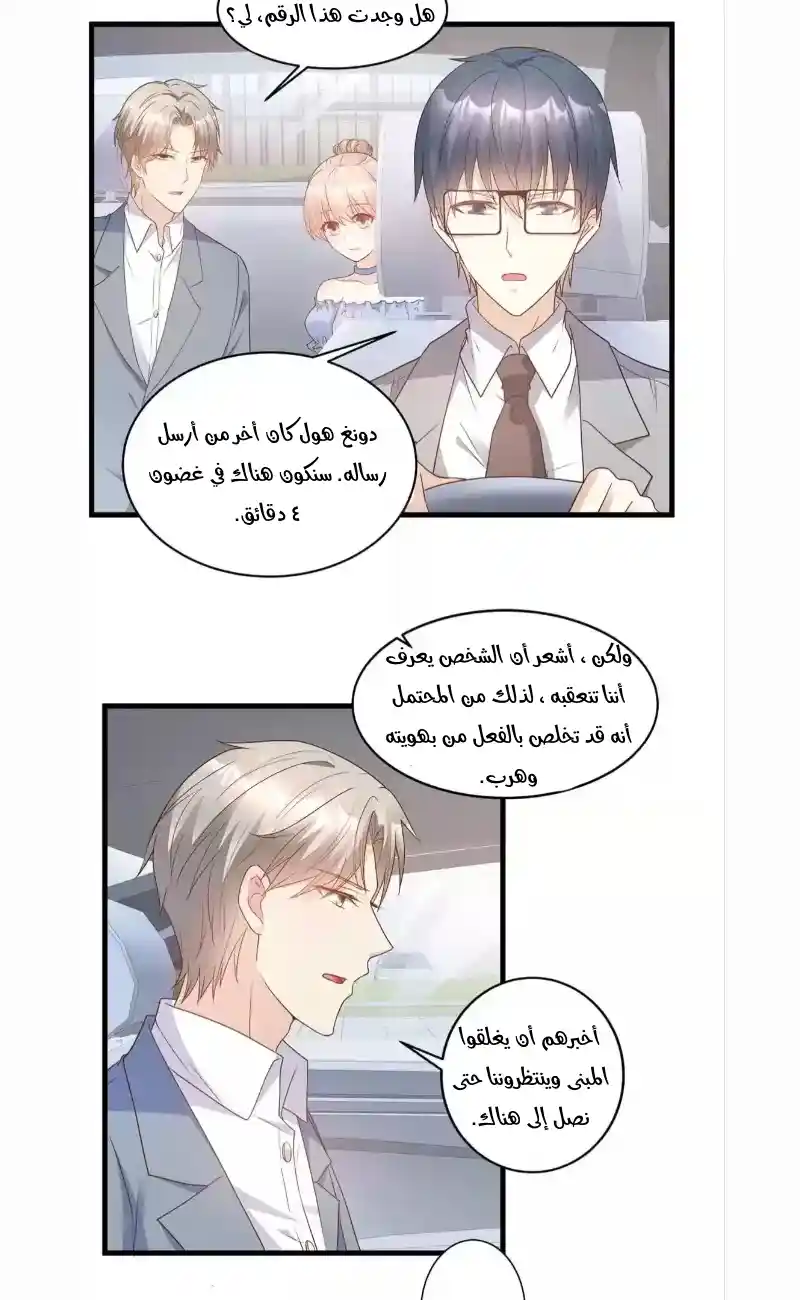 هل وجدت هذا الرقم، لي؟
دونغ هول كان أخر من أرسل
رساله. سنكون هناك في غضون
٤ دقائق.
ولكن ، أشعر أن الشخص يعرف
أننا نتعقبه ، لذلك من المحتمل
أنه قد تخلص بالفعل من بهويته
وهرب.
أخبرهم أن يغلقوا
المبنى وينتظروننا حتى
نصل إلى هناك.